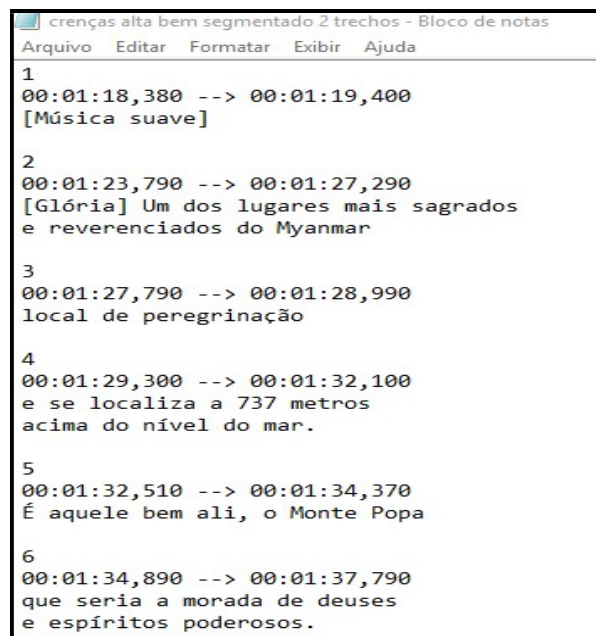 crenças alta bem segmentado 2 trechos - Bloco de notas
Arquivo Editar Formatar Exibir Ajuda
1
00:01:18,380 --> 00:01:19,400
[Música suave]
2
00:01:23,790 --> 00:01:27,290
[Glória] Um dos lugares mais sagrados
e reverenciados do Myanmar
3
00:01:27,790 --> 00:01:28,990
local de peregrinação
4
00:01:29,300 --> 00:01:32,100
e se localiza a 737 metros
acima do nível do mar.
5
00:01:32,510 --> 00:01:34,370
É aquele bem ali, o Monte Popa
6
00:01:34,890 --> 00:01:37,790
que seria a morada de deuses
e espíritos poderosos.